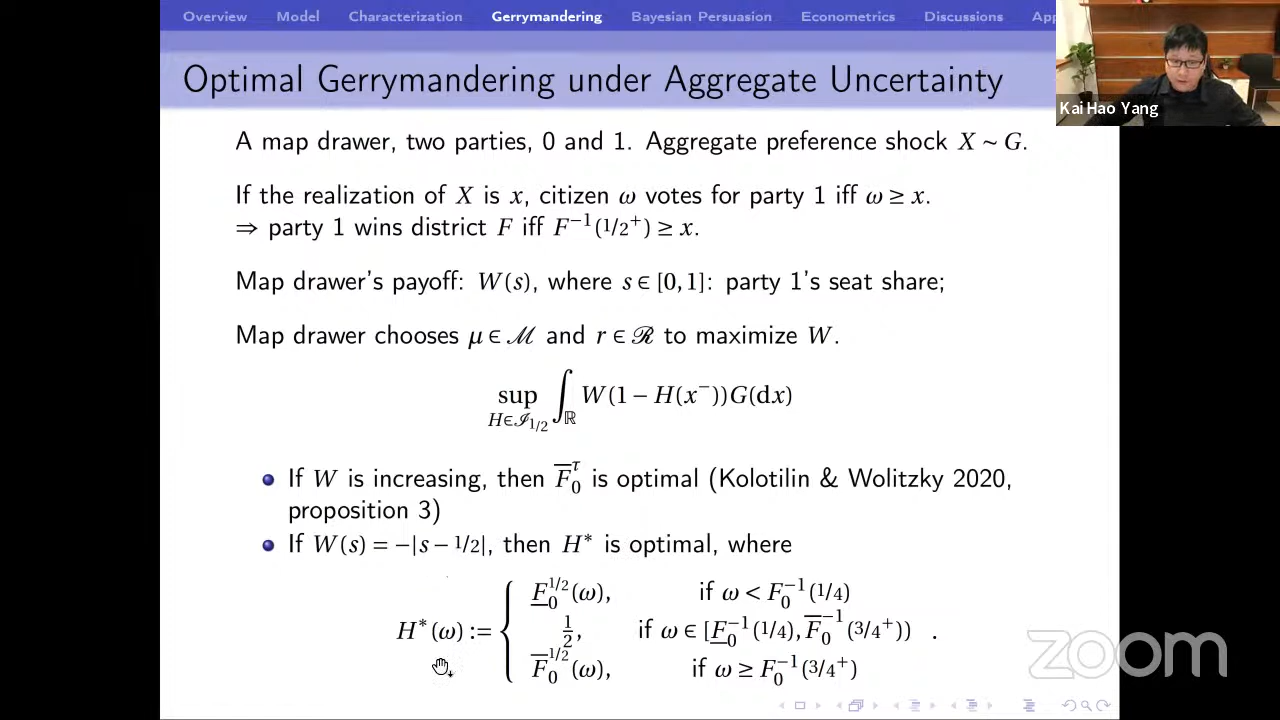 Overview Model Characterization Gerrymandering Bayesian Persuasion Econometrics Discussions App
Optimal Gerrymandering under Aggregate Uncertainty
Kai Hao Yang
A map drawer, two parties, 0 and 1. Aggregate preference shock X ~ G.
If the realization of X is x, citizen ω votes for party 1 iff ω ≥ x.
⇒ party 1 wins district F iff F⁻¹(1/2⁺) ≥ x.
Map drawer's payoff: W(s), where s ∈ [0, 1]: party 1's seat share;
Map drawer chooses μ ∈ ℳ and r ∈ ℛ to maximize W.
sup_{H∈ℐ_{1/2}} ∫_ℝ W(1 − H(x⁻))G(dx)
If W is increasing, then F̅₀^τ is optimal (Kolotilin & Wolitzky 2020,
proposition 3)
If W(s) = −|s − 1/2|, then H* is optimal, where
F̲₀^{1/2}(ω), if ω < F₀⁻¹(1/4)
H*(ω) := { 1/2, if ω ∈ [F̲₀⁻¹(1/4), F̅₀⁻¹(3/4⁺)) .
F̅₀^{1/2}(ω), if ω ≥ F₀⁻¹(3/4⁺)
zoom